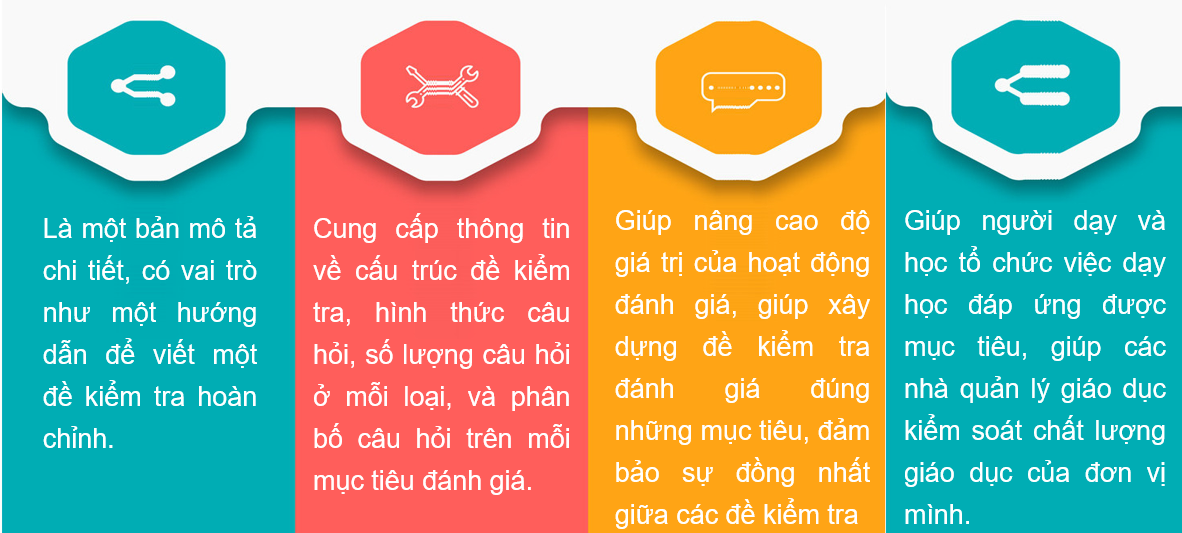 Là một bản mô tả
chi tiết, có vai trò
như một hướng
dẫn để viết một
đề kiểm tra hoàn
chỉnh.
Cung cấp thông tin
về cấu trúc đề kiểm
tra, hình thức câu
hỏi, số lượng câu hỏi
ở mỗi loại, và phân
bố câu hỏi trên mỗi
mục tiêu đánh giá.
Giúp nâng cao độ
giá trị của hoạt động
đánh giá, giúp xây
dựng đề kiểm tra
đánh giá đúng
những mục tiêu, đảm
bảo sự đồng nhất
giữa các đề kiểm tra
Giúp người dạy và
học tổ chức việc dạy
học đáp ứng được
mục tiêu, giúp các
nhà quản lý giáo dục
kiểm soát chất lượng
giáo dục của đơn vị
mình.